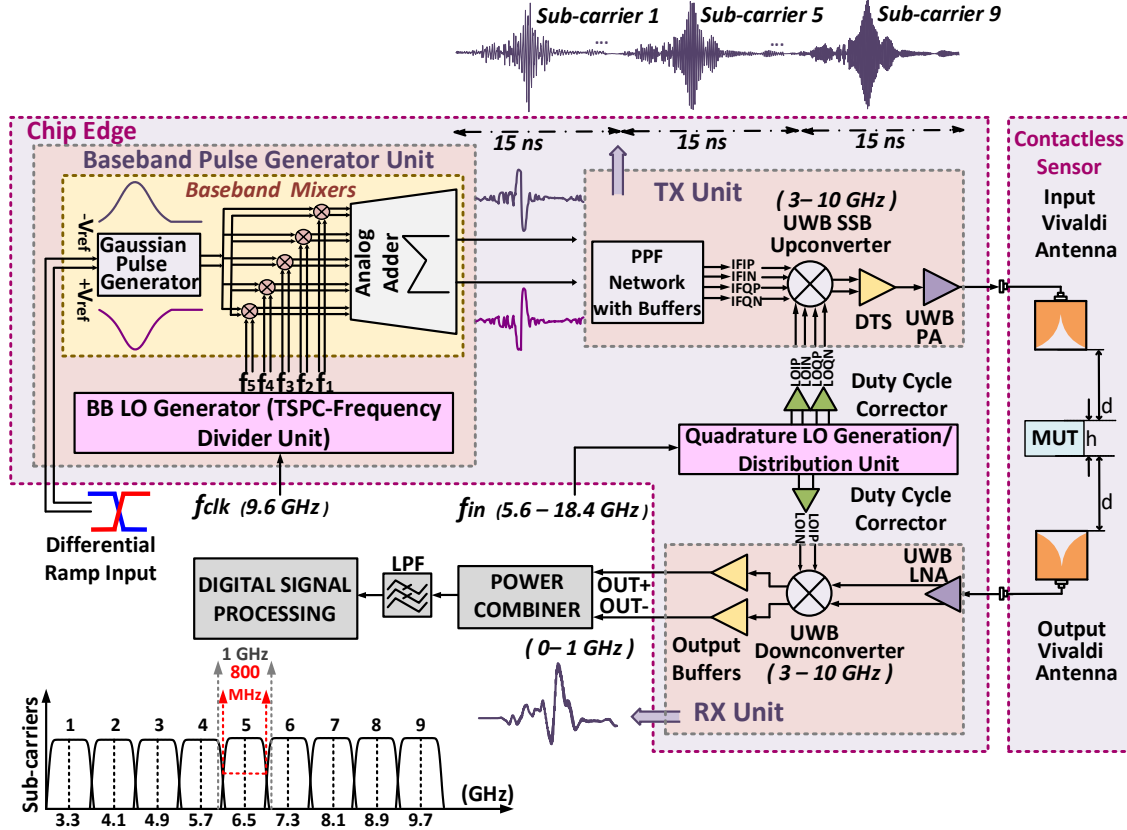 Sub-carrier 1
Sub-carrier 5
Sub-carrier 9
...
...
Chip Edge
15 ns
15 ns
15 ns
Baseband Pulse Generator Unit
Baseband Mixers
-Vref
+Vref
Gaussian
Pulse
Generator
Analog
Adder
f5 f4 f3 f2 f1
BB LO Generator (TSPC-Frequency
Divider Unit)
fclk (9.6 GHz)
Differential
Ramp Input
TX Unit
(3– 10 GHz)
UWB SSB
Upconverter
PPF
Network
with Buffers
IFIP
IFIN
IFQP
IFQN
DTS
UWB
PA
LOIP
LOIN
LOQP
LOQN
Duty Cycle
Corrector
Quadrature LO Generation/
Distribution Unit
fin (5.6 – 18.4 GHz)
Duty Cycle
Corrector
LOIN
LOIP
UWB
LNA
UWB
Downconverter
(3 – 10 GHz)
Output
Buffers
RX Unit
OUT+
OUT-
POWER
COMBINER
(0– 1 GHz)
LPF
DIGITAL SIGNAL
PROCESSING
Contactless
Sensor
Input
Vivaldi
Antenna
d
MUT
h
d
Output
Vivaldi
Antenna
1 GHz
800
MHz
Sub-carriers
1 2 3 4 5 6 7 8 9
(GHz)
3.3 4.1 4.9 5.7 6.5 7.3 8.1 8.9 9.7